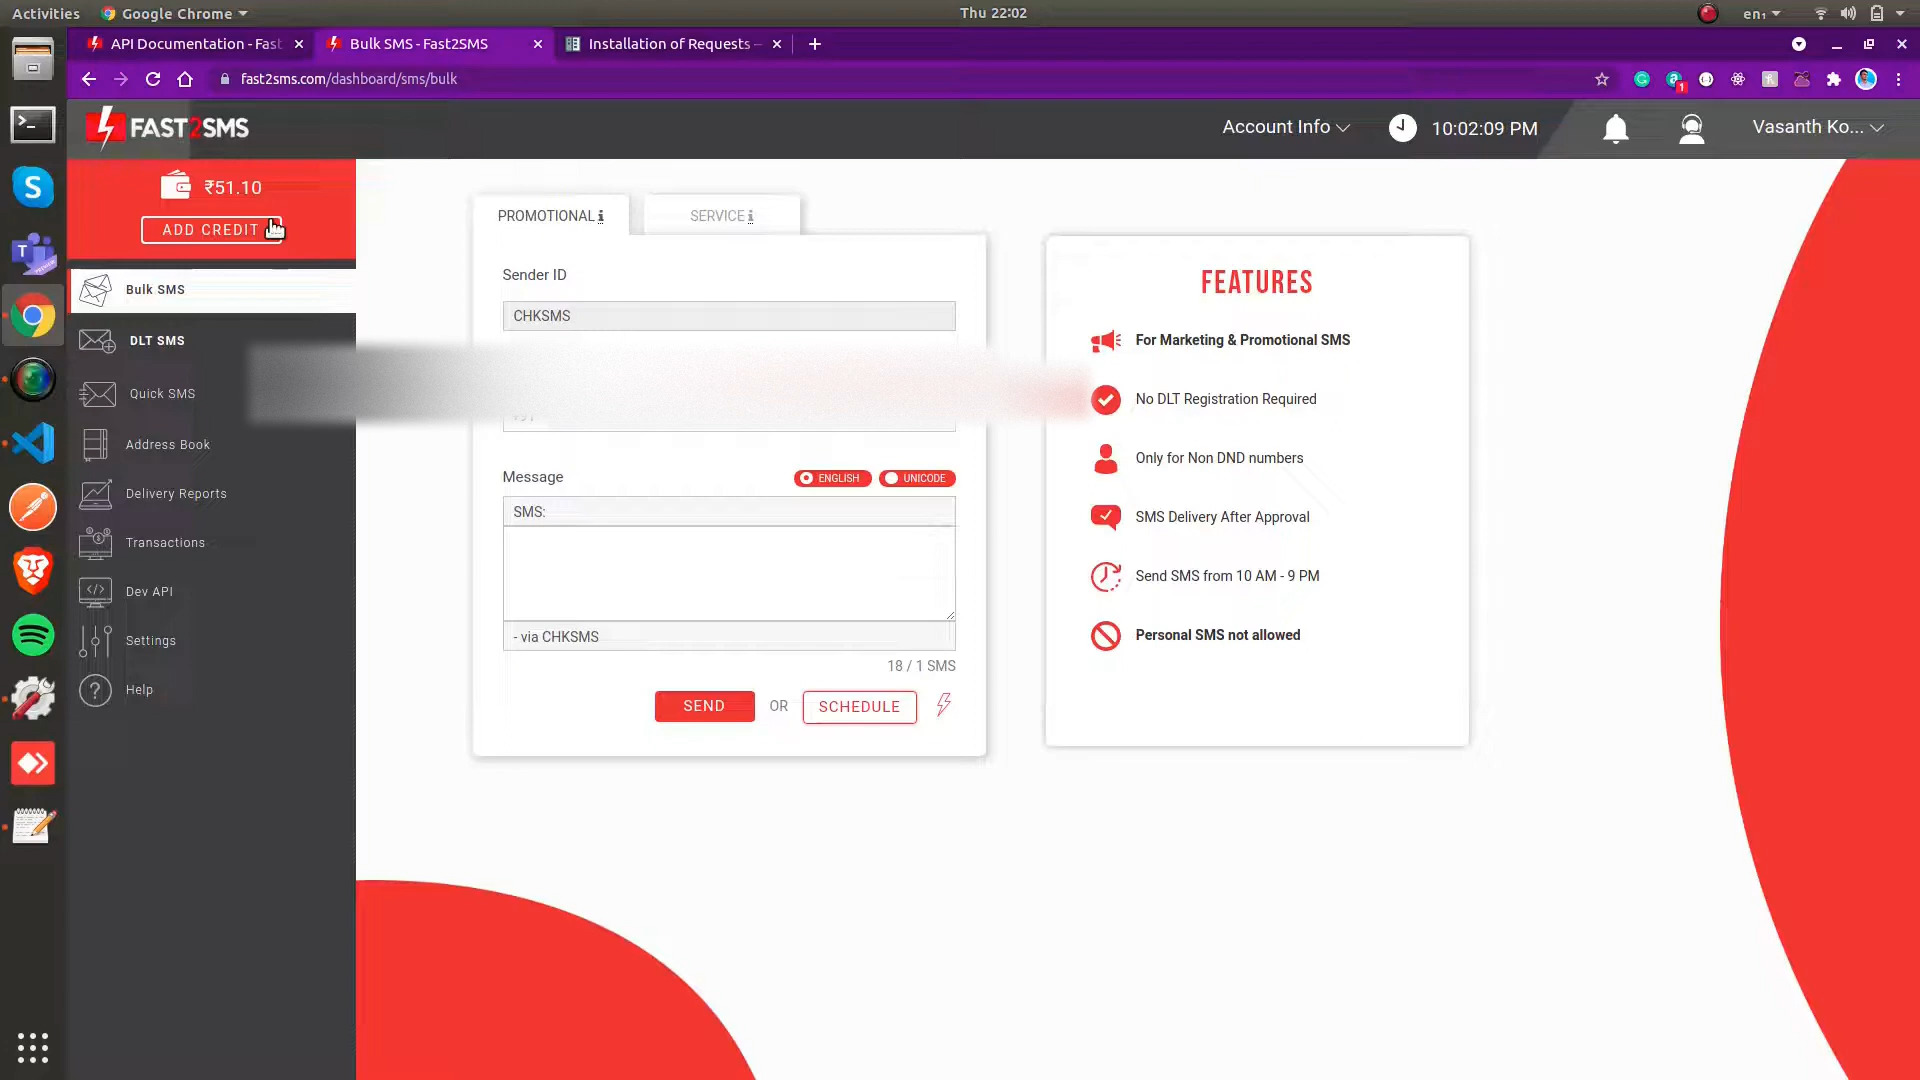 Activities
Google Chrome
Thu 22:02
en₁
API Documentation - Fast
Bulk SMS - Fast2SMS
Installation of Requests -
fast2sms.com/dashboard/sms/bulk
1
FAST2SMS
Account Info
10:02:09 PM
Vasanth Ko...
₹51.10
ADD CREDIT
Bulk SMS
DLT SMS
Quick SMS
Address Book
Delivery Reports
Transactions
Dev API
Settings
Help
PROMOTIONAL
SERVICE
Sender ID
CHKSMS
Message
ENGLISH
UNICODE
SMS:
- via CHKSMS
18 / 1 SMS
SEND
OR
SCHEDULE
FEATURES
For Marketing & Promotional SMS
No DLT Registration Required
Only for Non DND numbers
SMS Delivery After Approval
Send SMS from 10 AM - 9 PM
Personal SMS not allowed